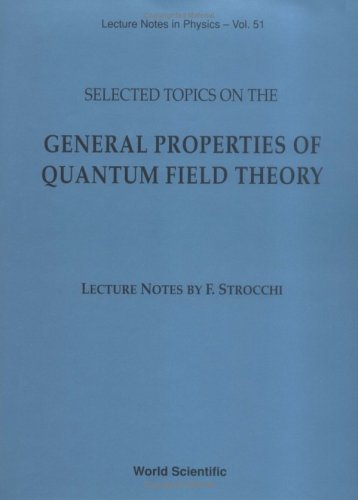 Lecture Notes in Physics – Vol. 51
SELECTED TOPICS ON THE
GENERAL PROPERTIES OF
QUANTUM FIELD THEORY
LECTURE NOTES BY F. STROCCHI
World Scientific